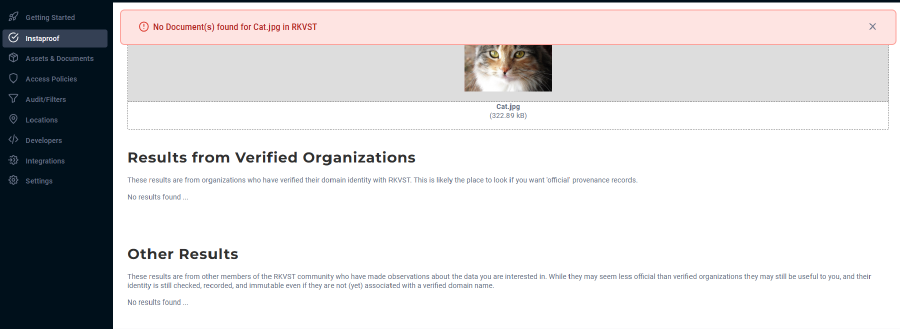 Getting Started
Instaproof
Assets & Documents
Access Policies
Audit/Filters
Locations
Developers
Integrations
Settings
No Document(s) found for Cat.jpg in RKVST
Cat.jpg
(322.89 kB)
Results from Verified Organizations
These results are from organizations who have verified their domain identity with RKVST. This is likely the place to look if you want 'official' provenance records.
No results found ...
Other Results
These results are from other members of the RKVST community who have made observations about the data you are interested in. While they may seem less official than verified organizations they may still be useful to you, and their
identity is still checked, recorded, and immutable even if they are not (yet) associated with a verified domain name.
No results found ...